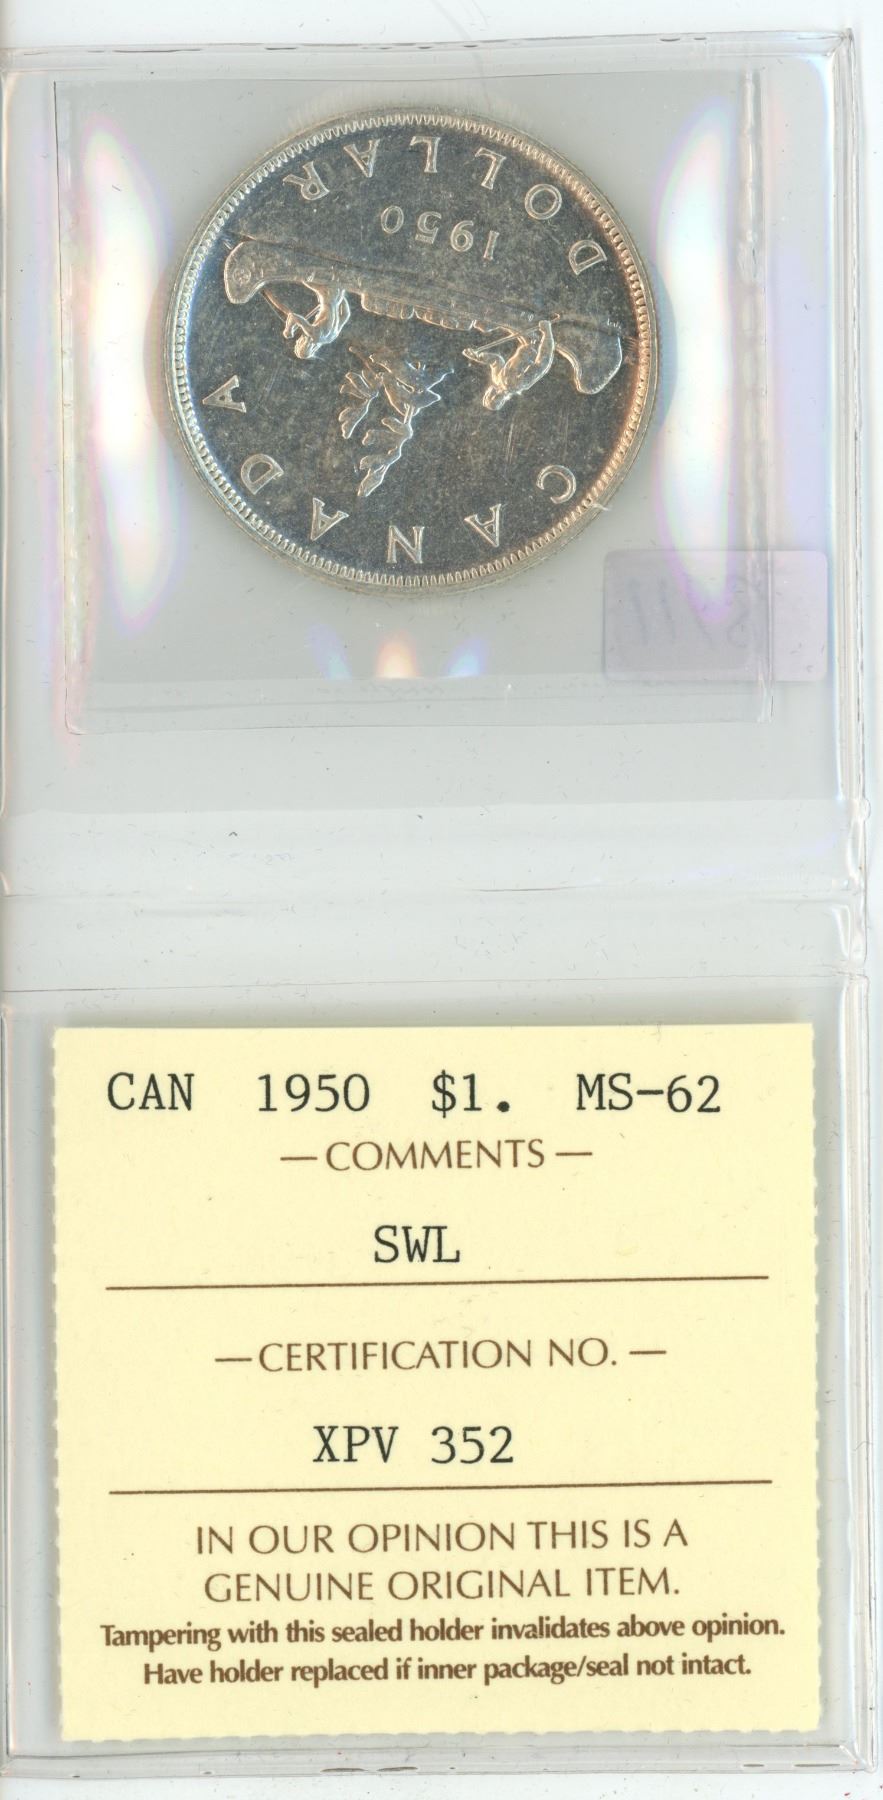 CANADA
1950
DOLLAR
CAN 1950 $1. MS-62
— COMMENTS —
SWL
— CERTIFICATION NO. —
XPV 352
IN OUR OPINION THIS IS A
GENUINE ORIGINAL ITEM.
Tampering with this sealed holder invalidates above opinion.
Have holder replaced if inner package/seal not intact.